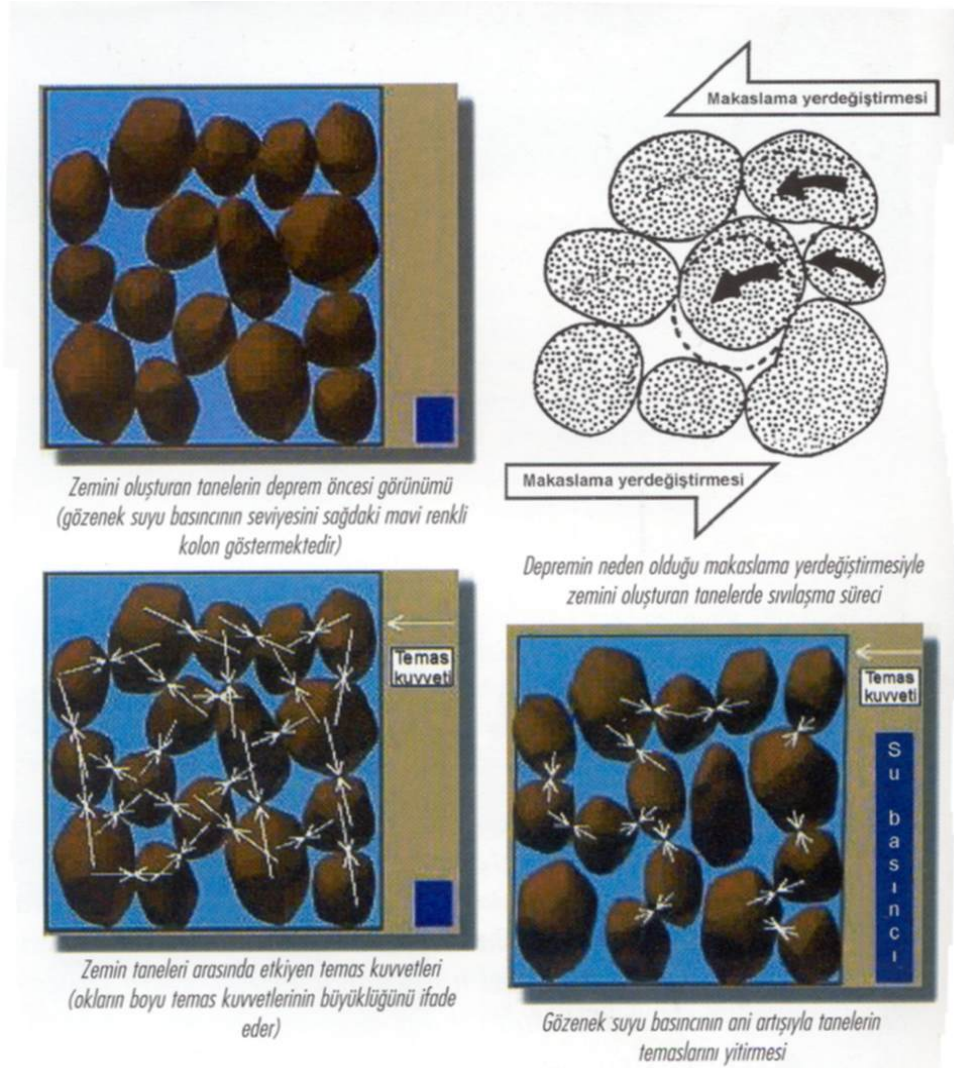 Makaslama yerdeğiştirmesi
Zemini oluşturan tanelerin deprem öncesi görünümü
(gözenek suyu basıncının seviyesini sağdaki mavi renkli
kolon göstermektedir)
Makaslama yerdeğiştirmesi
Depremin neden olduğu makaslama yerdeğiştirmesiyle
zemini oluşturan tanelerde sıvılaşma süreci
Temas
kuvveti
Zemin taneleri arasında etkiyen temas kuvvetleri
(okların boyu temas kuvvetlerinin büyüklüğünü ifade
eder)
Temas
kuvveti
Su basıncı
Gözenek suyu basıncının ani artışıyla tanelerin
temaslarını yitirmesi